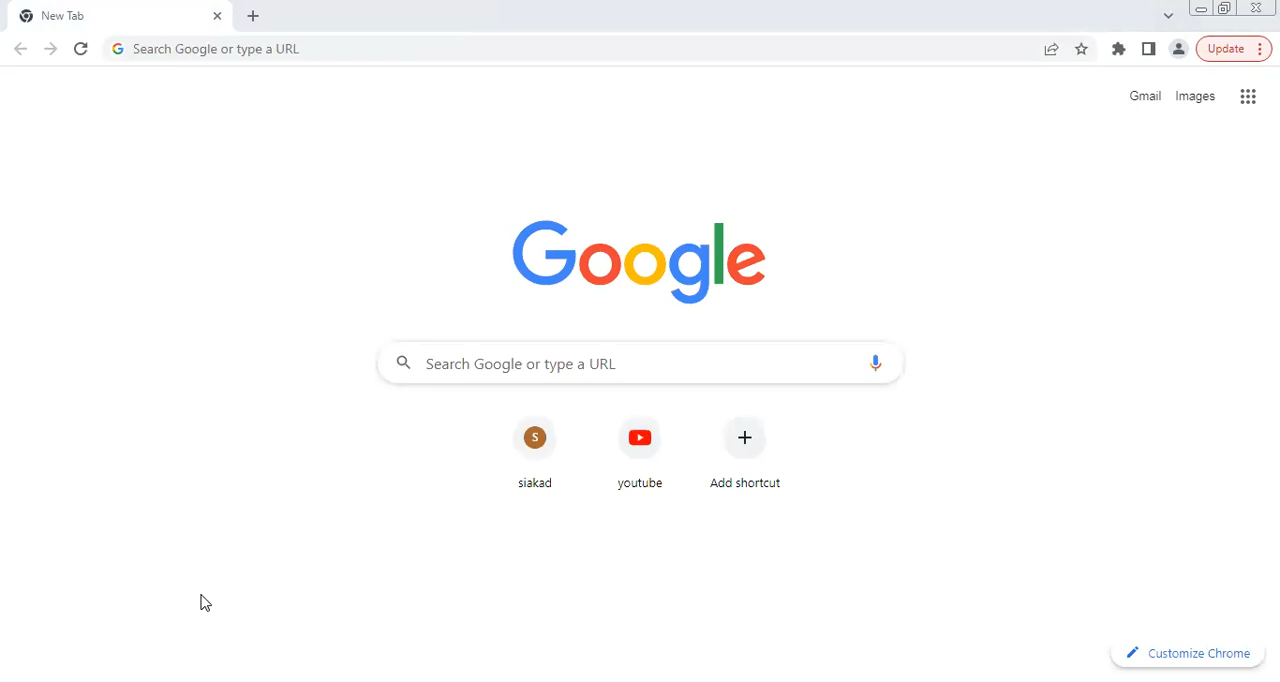 New Tab
Search Google or type a URL
Update
Gmail Images
Google
Search Google or type a URL
S
siakad youtube Add shortcut
Customize Chrome